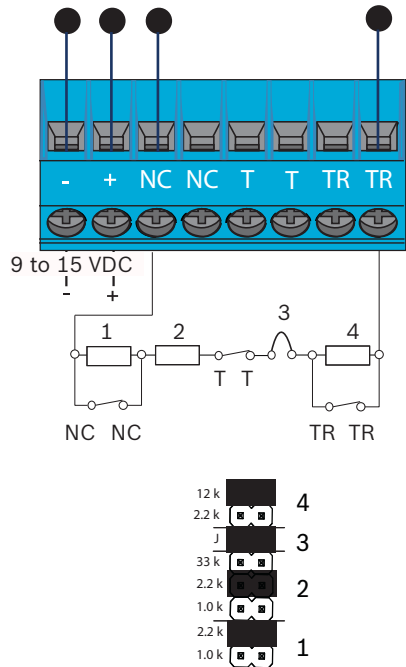 - + NC NC T T TR TR
9 to 15 VDC
- +
1 2 3 4
T T
NC NC TR TR
12 k 4
2.2 k
J 3
33 k
2.2 k 2
1.0 k
2.2 k 1
1.0 k